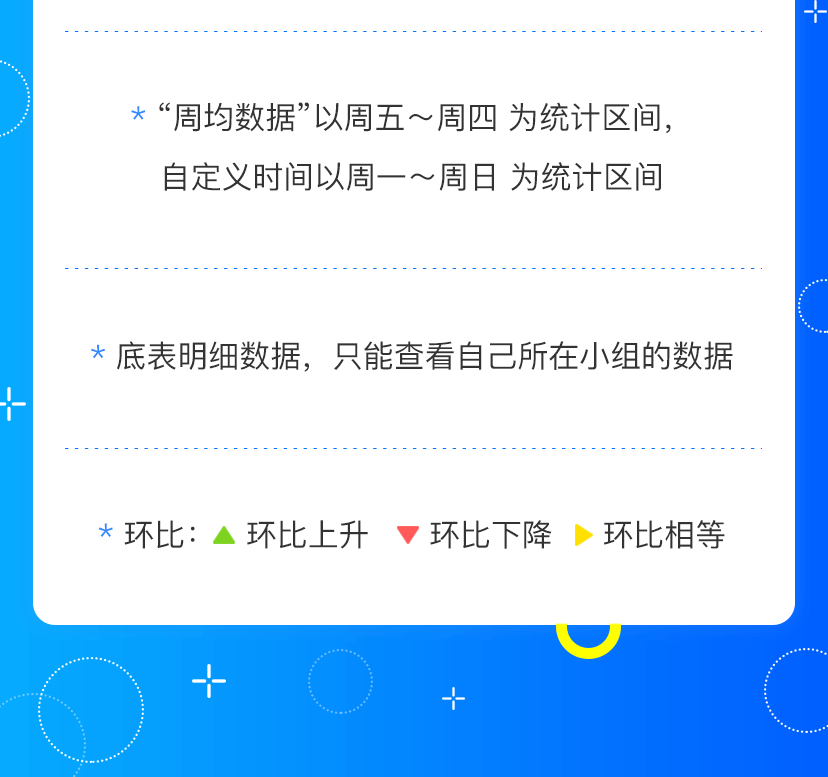 * “周均数据”以周五～周四 为统计区间，
自定义时间以周一～周日 为统计区间
* 底表明细数据，只能查看自己所在小组的数据
* 环比： 环比上升 环比下降 环比相等